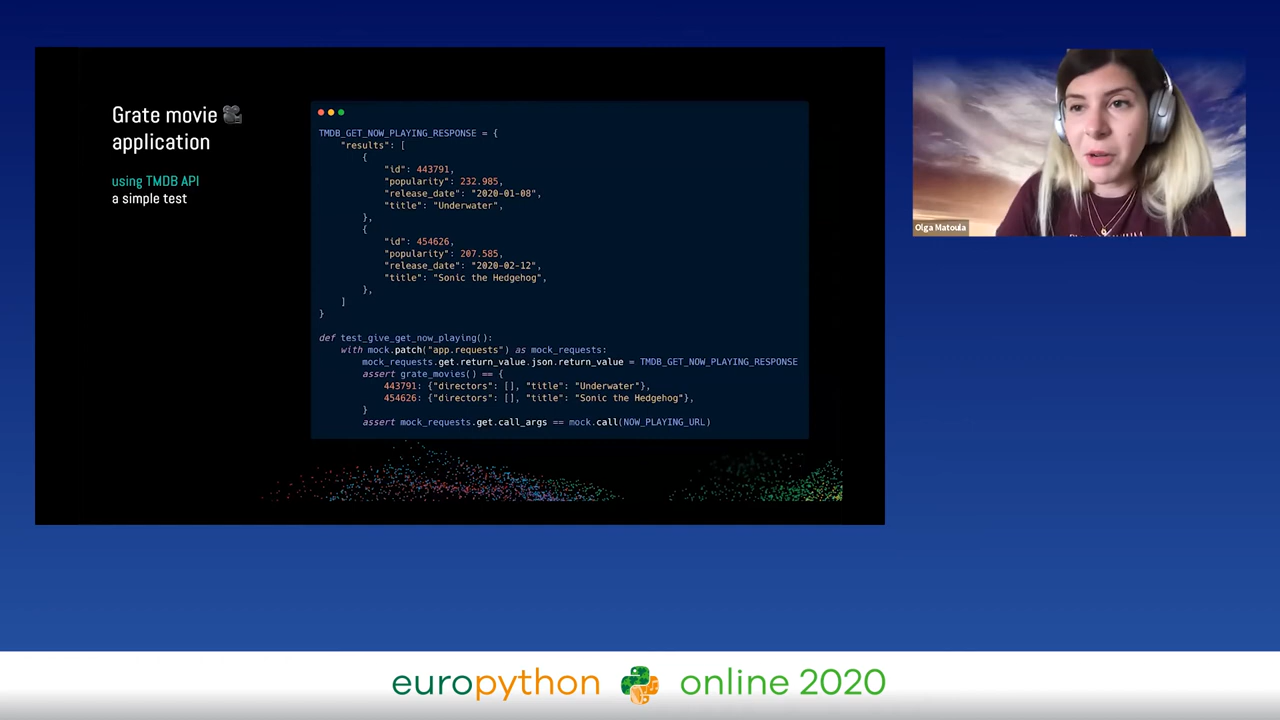 Grate movie
application
using TMDB API
a simple test
TMDB_GET_NOW_PLAYING_RESPONSE = {
"results": [
{
"id": 443791,
"popularity": 232.985,
"release_date": "2020-01-08",
"title": "Underwater",
},
{
"id": 454626,
"popularity": 207.585,
"release_date": "2020-02-12",
"title": "Sonic the Hedgehog",
},
]
}
def test_give_get_now_playing():
with mock.patch("app.requests") as mock_requests:
mock_requests.get.return_value.json.return_value = TMDB_GET_NOW_PLAYING_RESPONSE
assert grate_movies() == {
443791: {"directors": [], "title": "Underwater"},
454626: {"directors": [], "title": "Sonic the Hedgehog"},
}
assert mock_requests.get.call_args == mock.call(NOW_PLAYING_URL)
Olga Matoula
europython online 2020